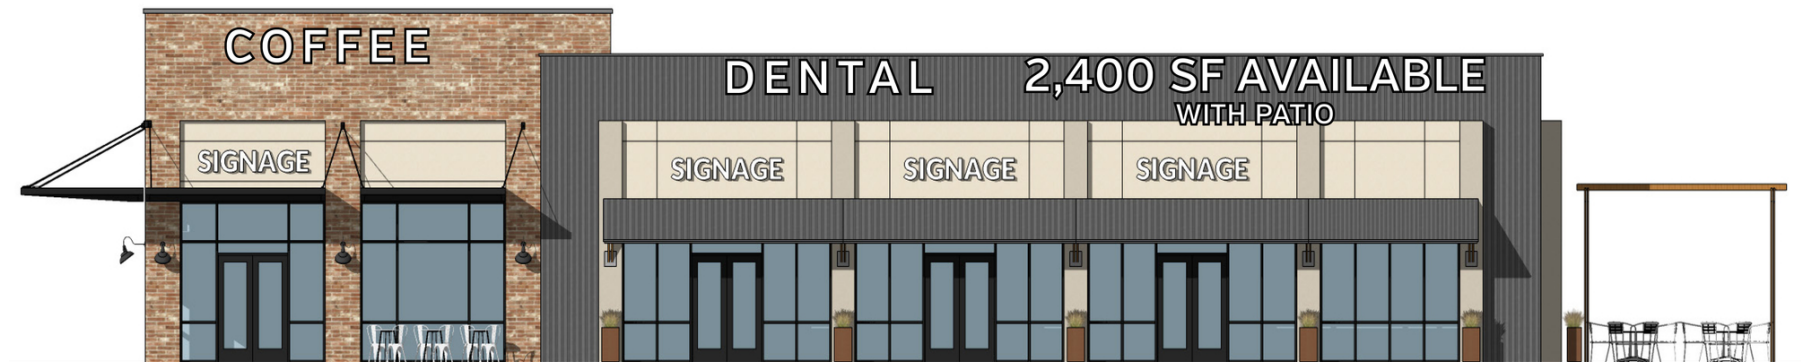 COFFEE
DENTAL
2,400 SF AVAILABLE
WITH PATIO
SIGNAGE
SIGNAGE
SIGNAGE
SIGNAGE